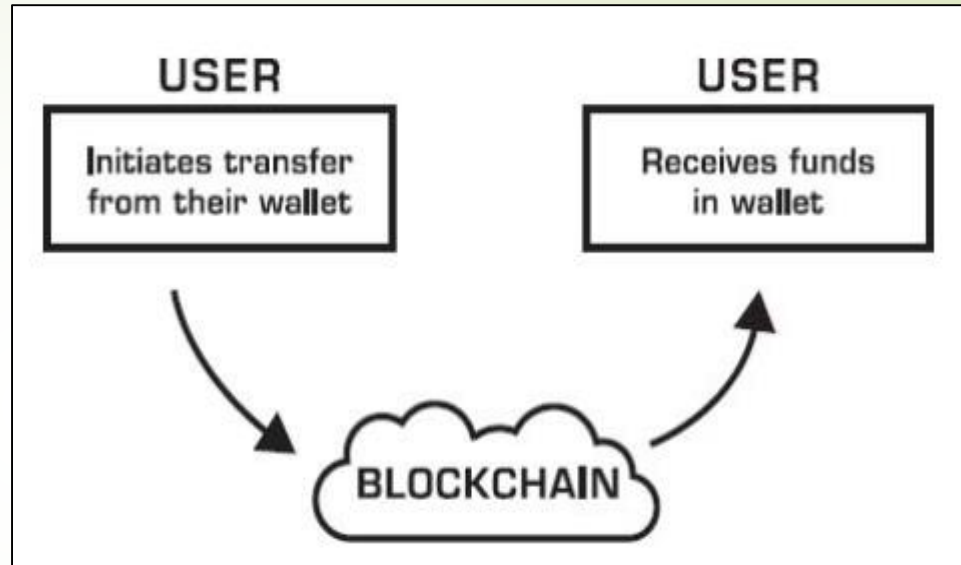 USER
Initiates transfer
from their wallet
USER
Receives funds
in wallet
BLOCKCHAIN